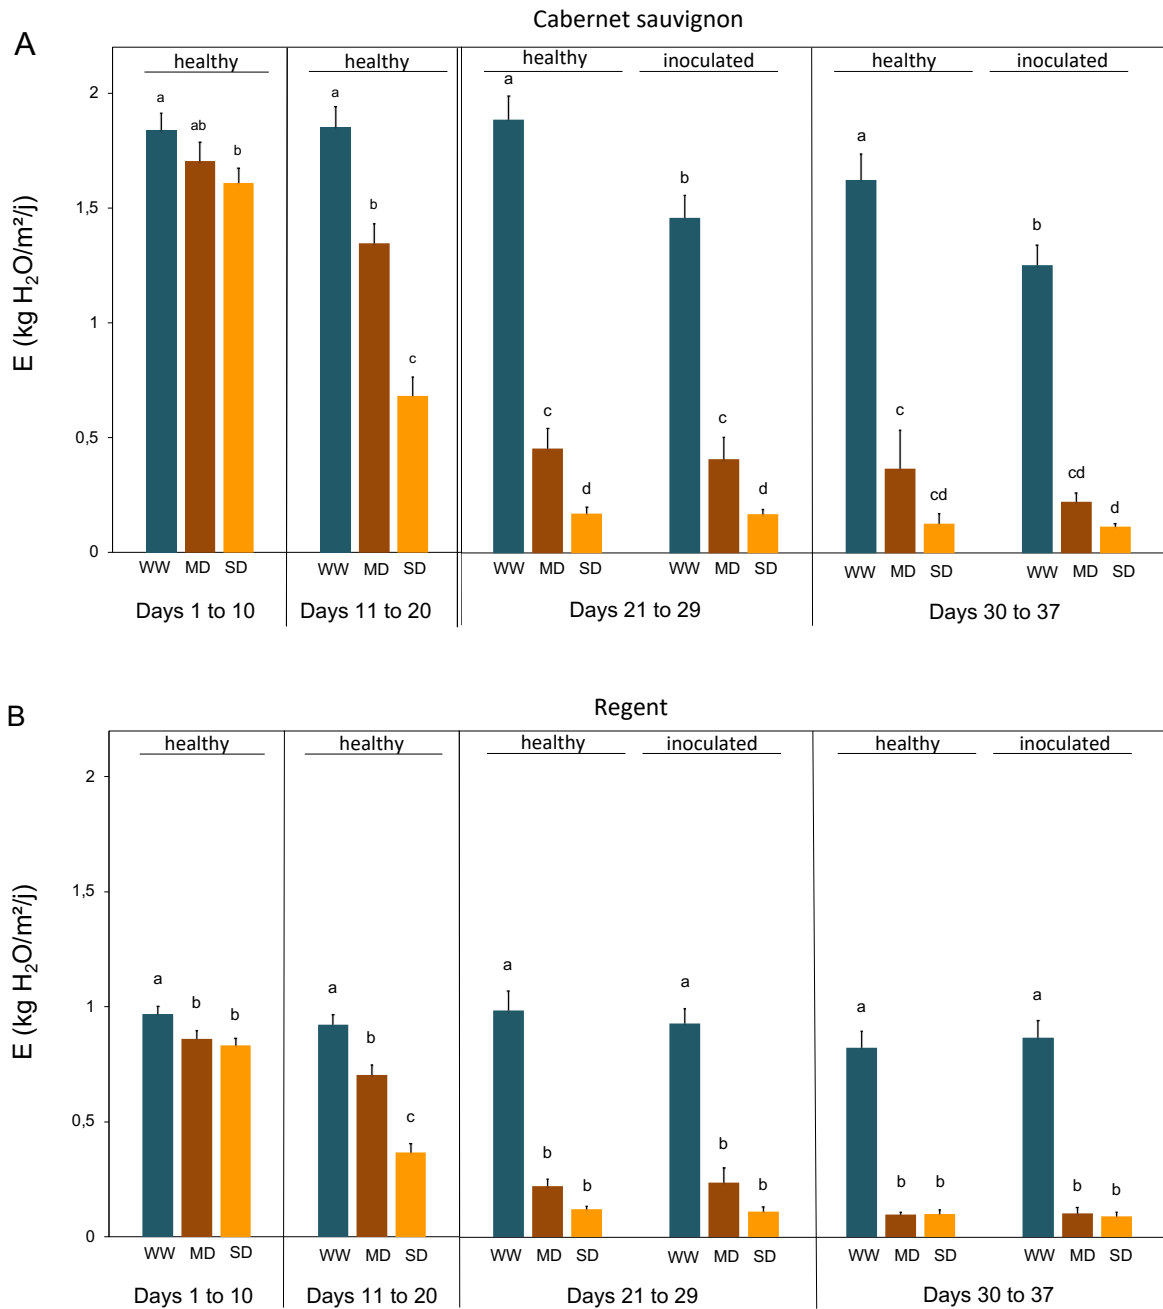 Cabernet sauvignon
A
healthy healthy healthy inoculated healthy inoculated
2
1,5
1
0,5
0
E (kg H₂O/m²/j)
a ab b a b c a c d b c d a c cd b cd d
WW MD SD WW MD SD WW MD SD WW MD SD WW MD SD WW MD SD
Days 1 to 10 Days 11 to 20 Days 21 to 29 Days 30 to 37
Regent
B
healthy healthy healthy inoculated healthy inoculated
2
1,5
1
0,5
0
E (kg H₂O/m²/j)
a b b a b c a b b a b b a b b a b b
WW MD SD WW MD SD WW MD SD WW MD SD WW MD SD WW MD SD
Days 1 to 10 Days 11 to 20 Days 21 to 29 Days 30 to 37